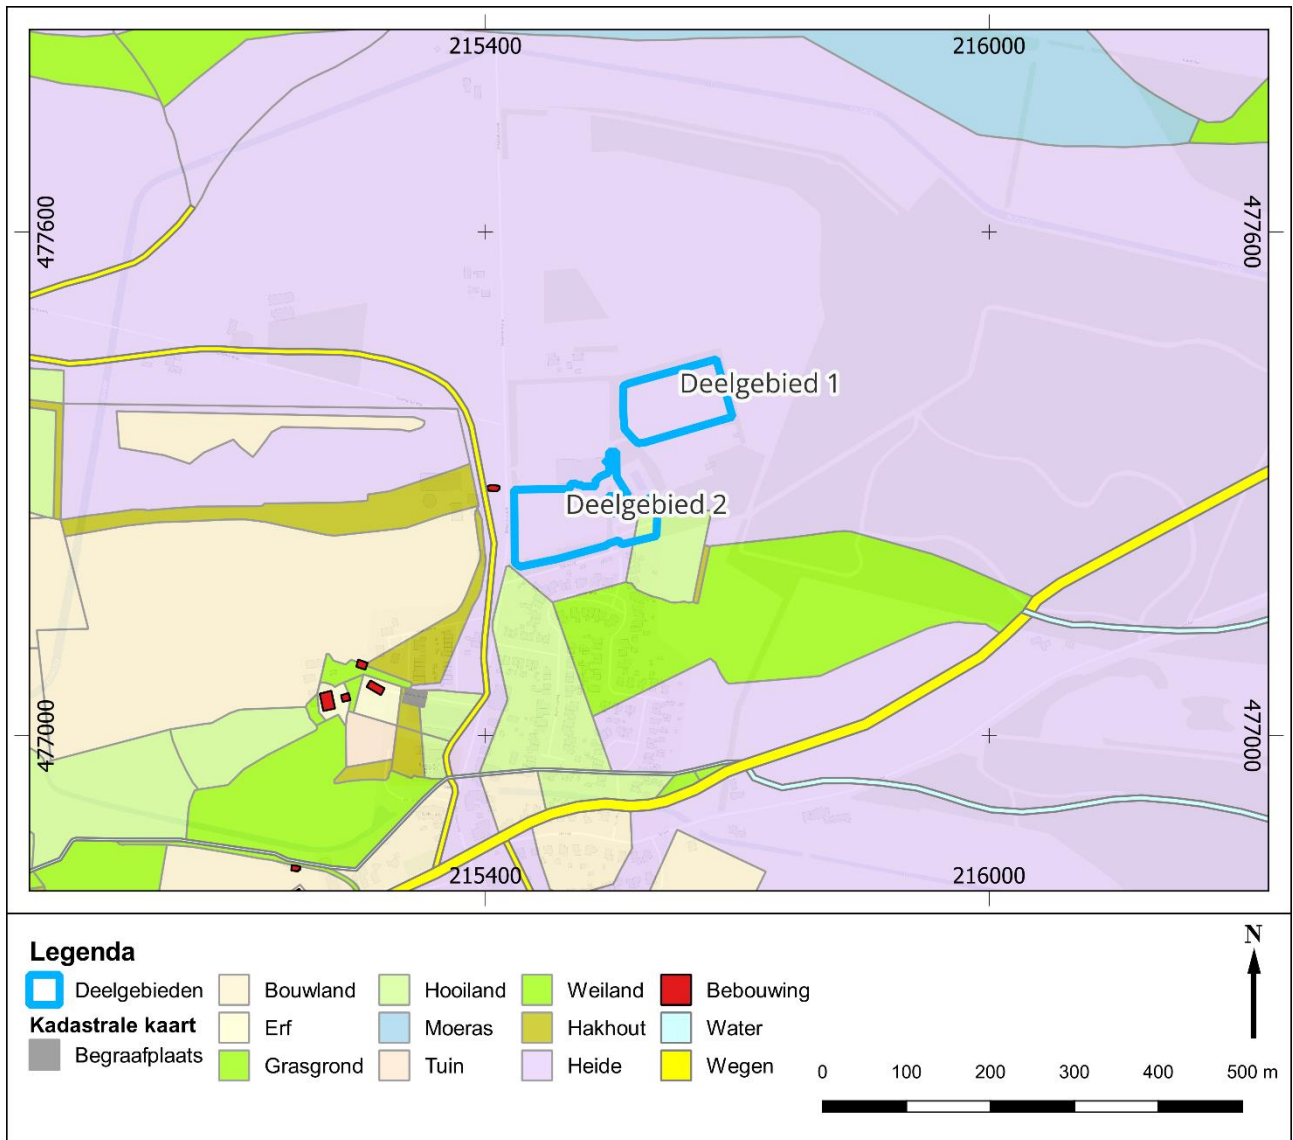 215400 216000
477600 477600
Deelgebied 1
Deelgebied 2
477000 477000
215400 216000
Legenda
N
Deelgebieden Bouwland Hooiland Weiland Bebouwing
Kadastrale kaart Erf Moeras Hakhout Water
Begraafplaats Grasgrond Tuin Heide Wegen
0 100 200 300 400 500 m